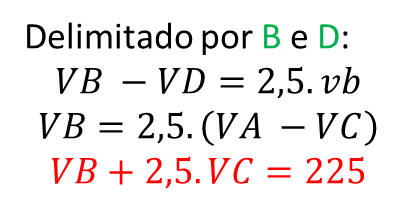 Delimitado por B e D:
VB − VD = 2,5. vb
VB = 2,5. (VA − VC)
VB + 2,5. VC = 225